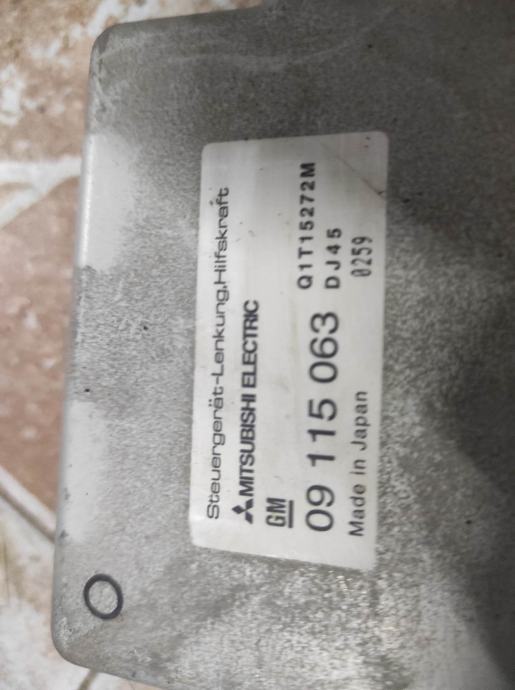 Steuergerät-Lenkung,Hilfskraft
MITSUBISHI ELECTRIC
GM
09 115 063
Q1T15272M
DJ45
Made in Japan
0259